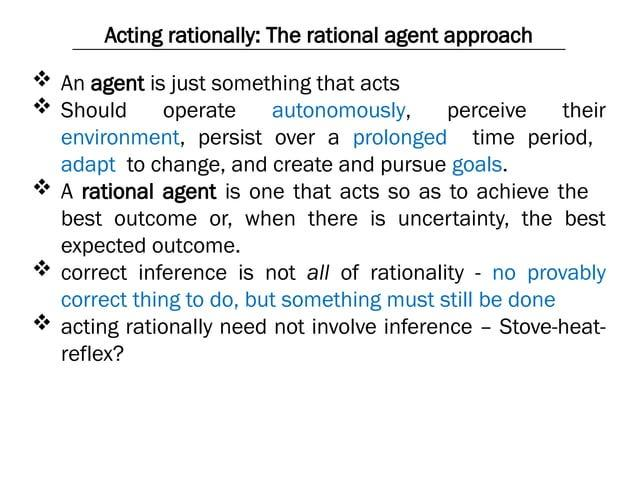 Acting rationally: The rational agent approach
❖ An agent is just something that acts
❖ Should operate autonomously, perceive their
environment, persist over a prolonged time period,
adapt to change, and create and pursue goals.
❖ A rational agent is one that acts so as to achieve the
best outcome or, when there is uncertainty, the best
expected outcome.
❖ correct inference is not all of rationality - no provably
correct thing to do, but something must still be done
❖ acting rationally need not involve inference – Stove-heat-
reflex?